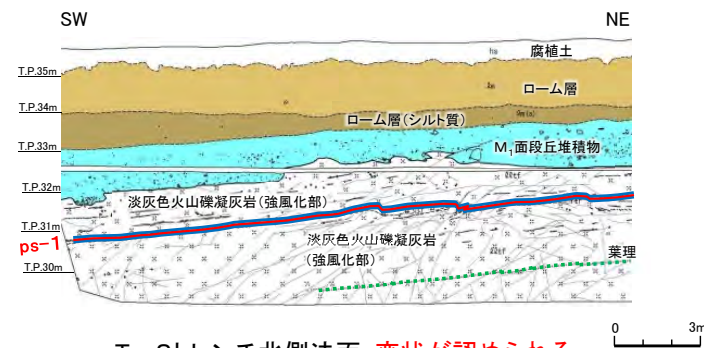 SW
NE
腐植土
T.P.35m
ローム層
T.P.34m
ローム層(シルト質)
T.P.33m
M₁面段丘堆積物
T.P.32m
淡灰色火山礫凝灰岩(強風化部)
T.P.31m
ps-1
淡灰色火山礫凝灰岩
(強風化部)
葉理
T.P.30m
0 3m